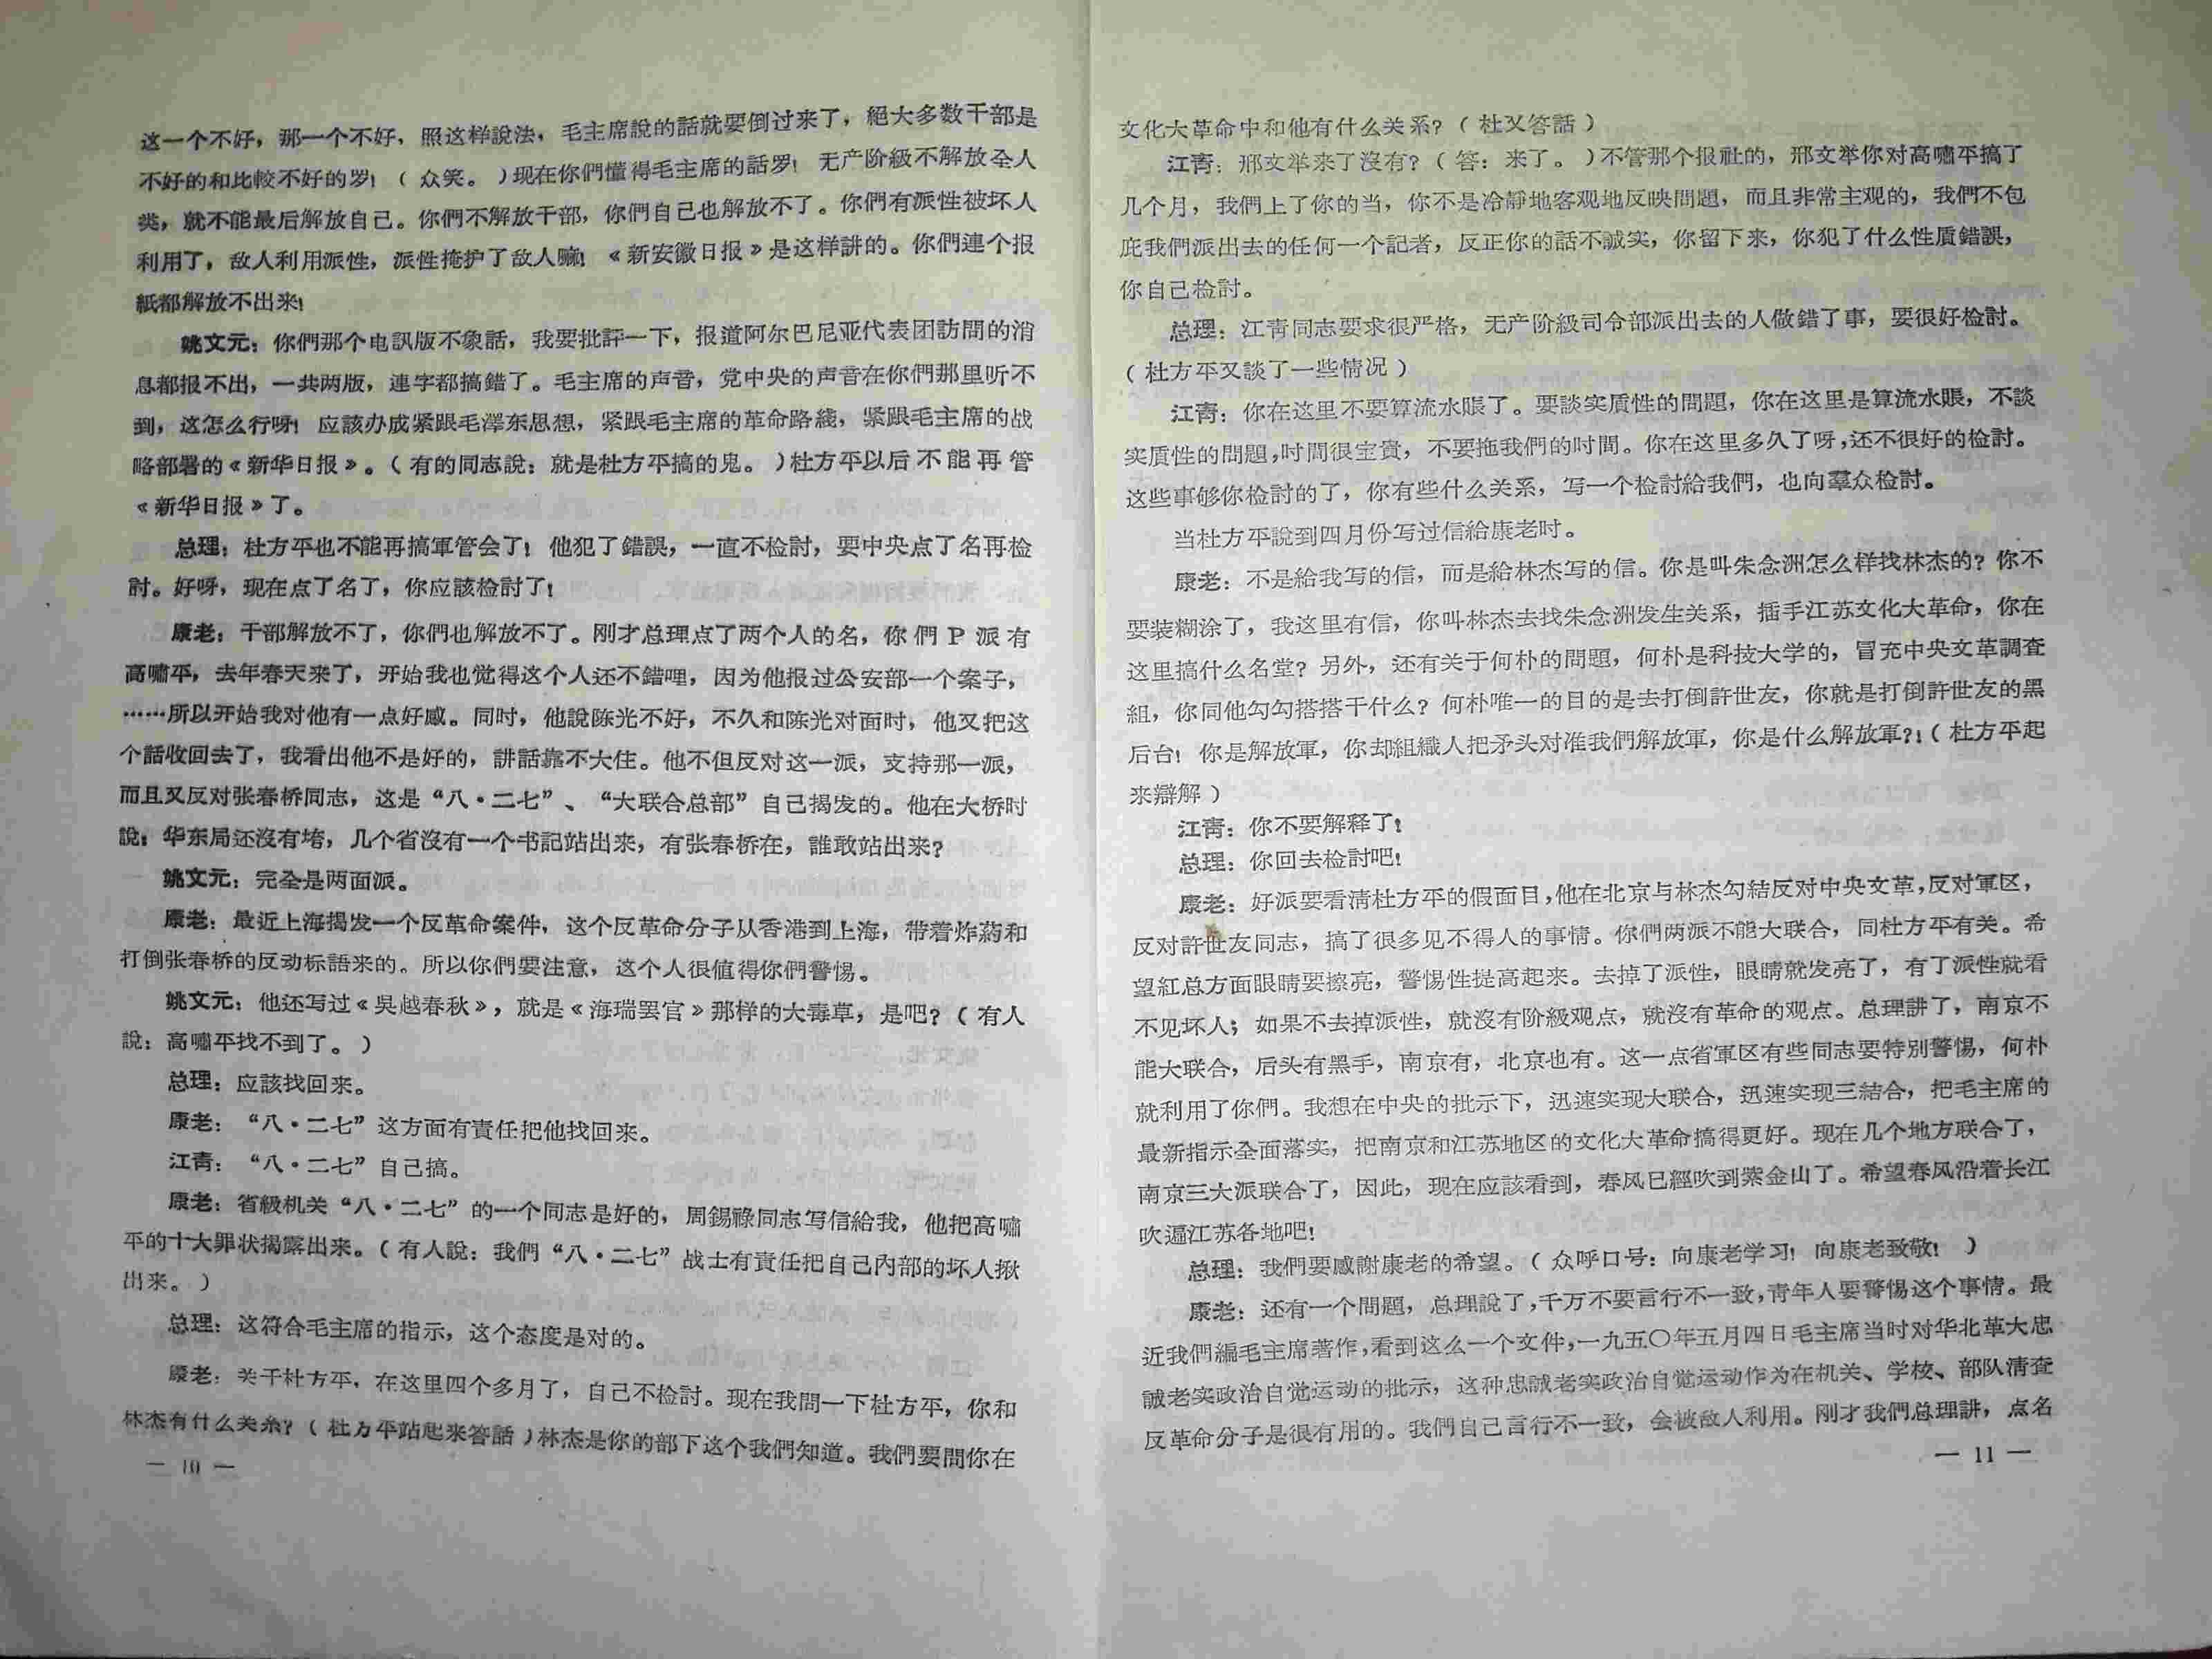 这一个不好，那一个不好，照这样說法，毛主席說的話就要倒过来了，絕大多数干部是
不好的和比較不好的罗！（众笑。）现在你們懂得毛主席的話罗！无产阶級不解放全人
类，就不能最后解放自己。你們不解放干部，你們自己也解放不了。你們有派性被坏人
利用了，敌人利用派性，派性掩护了敌人嘛！《新安徽日报》是这样讲的。你們連个报
紙都解放不出来！
姚文元：你們那个电訊版不象話，我要批評一下，报道阿尔巴尼亚代表团訪問的消
息都报不出，一共两版，連字都搞錯了。毛主席的声音，党中央的声音在你們那里听不
到，这怎么行呀！应該办成紧跟毛澤东思想，紧跟毛主席的革命路綫，紧跟毛主席的战
略部署的《新华日报》。（有的同志說：就是杜方平搞的鬼。）杜方平以后不能再管
《新华日报》了。
总理：杜方平也不能再搞軍管会了！他犯了錯誤，一直不检討，要中央点了名再检
討。好呀，现在点了名了，你应該检討了！
康老：干部解放不了，你們也解放不了。刚才总理点了两个人的名，你們P派有
高嘯平，去年春天来了，开始我也觉得这个人还不錯哩，因为他报过公安部一个案子，
……所以开始我对他有一点好感。同时，他說陈光不好，不久和陈光对面时，他又把这
个話收回去了，我看出他不是好的，讲話靠不大住。他不但反对这一派，支持那一派，
而且又反对张春桥同志，这是“八·二七”、“大联合总部”自己揭发的。他在大桥时
說：华东局还沒有垮，几个省沒有一个书記站出来，有张春桥在，誰敢站出来？
姚文元：完全是两面派。
康老：最近上海揭发一个反革命案件，这个反革命分子从香港到上海，带着炸葯和
打倒张春桥的反动标語来的。所以你們要注意，这个人很值得你們警惕。
姚文元：他还写过《吳越春秋》，就是《海瑞罢官》那样的大毒草，是吧？（有人
說：高嘯平找不到了。）
总理：应該找回来。
康老：“八·二七”这方面有責任把他找回来。
江靑：“八·二七”自己搞。
康老：省級机关“八·二七”的一个同志是好的，周錫祿同志写信給我，他把高嘯
平的十大罪状揭露出来。（有人說：我們“八·二七”战士有責任把自己內部的坏人揪
出来。）
总理：这符合毛主席的指示，这个态度是对的。
康老：关于杜方平，在这里四个多月了，自己不检討。现在我問一下杜方平，你和
林杰有什么关系？（杜方平站起来答話）林杰是你的部下这个我們知道。我們要問你在
— 10 —
文化大革命中和他有什么关系？（杜又答話）
江靑：邢文举来了沒有？（答：来了。）不管那个报社的，邢文举你对高嘯平搞了
几个月，我們上了你的当，你不是冷靜地客观地反映問題，而且非常主观的，我們不包
庇我們派出去的任何一个記者，反正你的話不誠实，你留下来，你犯了什么性质錯誤，
你自己检討。
总理：江靑同志要求很严格，无产阶級司令部派出去的人做錯了事，要很好检討。
（杜方平又談了一些情况）
江靑：你在这里不要算流水賬了。要談实质性的問題，你在这里是算流水賬，不談
实质性的問題，时間很宝貴，不要拖我們的时間。你在这里多久了呀，还不很好的检討。
这些事够你检討的了，你有些什么关系，写一个检討給我們，也向羣众检討。
当杜方平說到四月份写过信給康老时。
康老：不是給我写的信，而是給林杰写的信。你是叫朱念洲怎么样找林杰的？你不
要装糊涂了，我这里有信，你叫林杰去找朱念洲发生关系，插手江苏文化大革命，你在
这里搞什么名堂？另外，还有关于何朴的問題，何朴是科技大学的，冒充中央文革調查
組，你同他勾勾搭搭干什么？何朴唯一的目的是去打倒許世友，你就是打倒許世友的黑
后台！你是解放軍，你却組織人把矛头对准我們解放軍，你是什么解放軍？！（杜方平起
来辯解）
江靑：你不要解释了！
总理：你回去检討吧！
康老：好派要看淸杜方平的假面目，他在北京与林杰勾結反对中央文革，反对軍区，
反对許世友同志，搞了很多见不得人的事情。你們两派不能大联合，同杜方平有关。希
望紅总方面眼睛要擦亮，警惕性提高起来。去掉了派性，眼睛就发亮了，有了派性就看
不见坏人；如果不去掉派性，就沒有阶級观点，就沒有革命的观点。总理讲了，南京不
能大联合，后头有黑手，南京有，北京也有。这一点省軍区有些同志要特別警惕，何朴
就利用了你們。我想在中央的批示下，迅速实现大联合，迅速实现三結合，把毛主席的
最新指示全面落实，把南京和江苏地区的文化大革命搞得更好。现在几个地方联合了，
南京三大派联合了，因此，现在应該看到，春风已經吹到紫金山了。希望春风沿着长江
吹遍江苏各地吧！
总理：我們要感謝康老的希望。（众呼口号：向康老学习！向康老致敬！）
康老：还有一个問題，总理說了，千万不要言行不一致，靑年人要警惕这个事情。最
近我們編毛主席著作，看到这么一个文件，一九五〇年五月四日毛主席当时对华北革大忠
誠老实政治自觉运动的批示，这种忠誠老实政治自觉运动作为在机关、学校、部队淸查
反革命分子是很有用的。我們自己言行不一致，会被敌人利用。刚才我們总理讲，点名
— 11 —